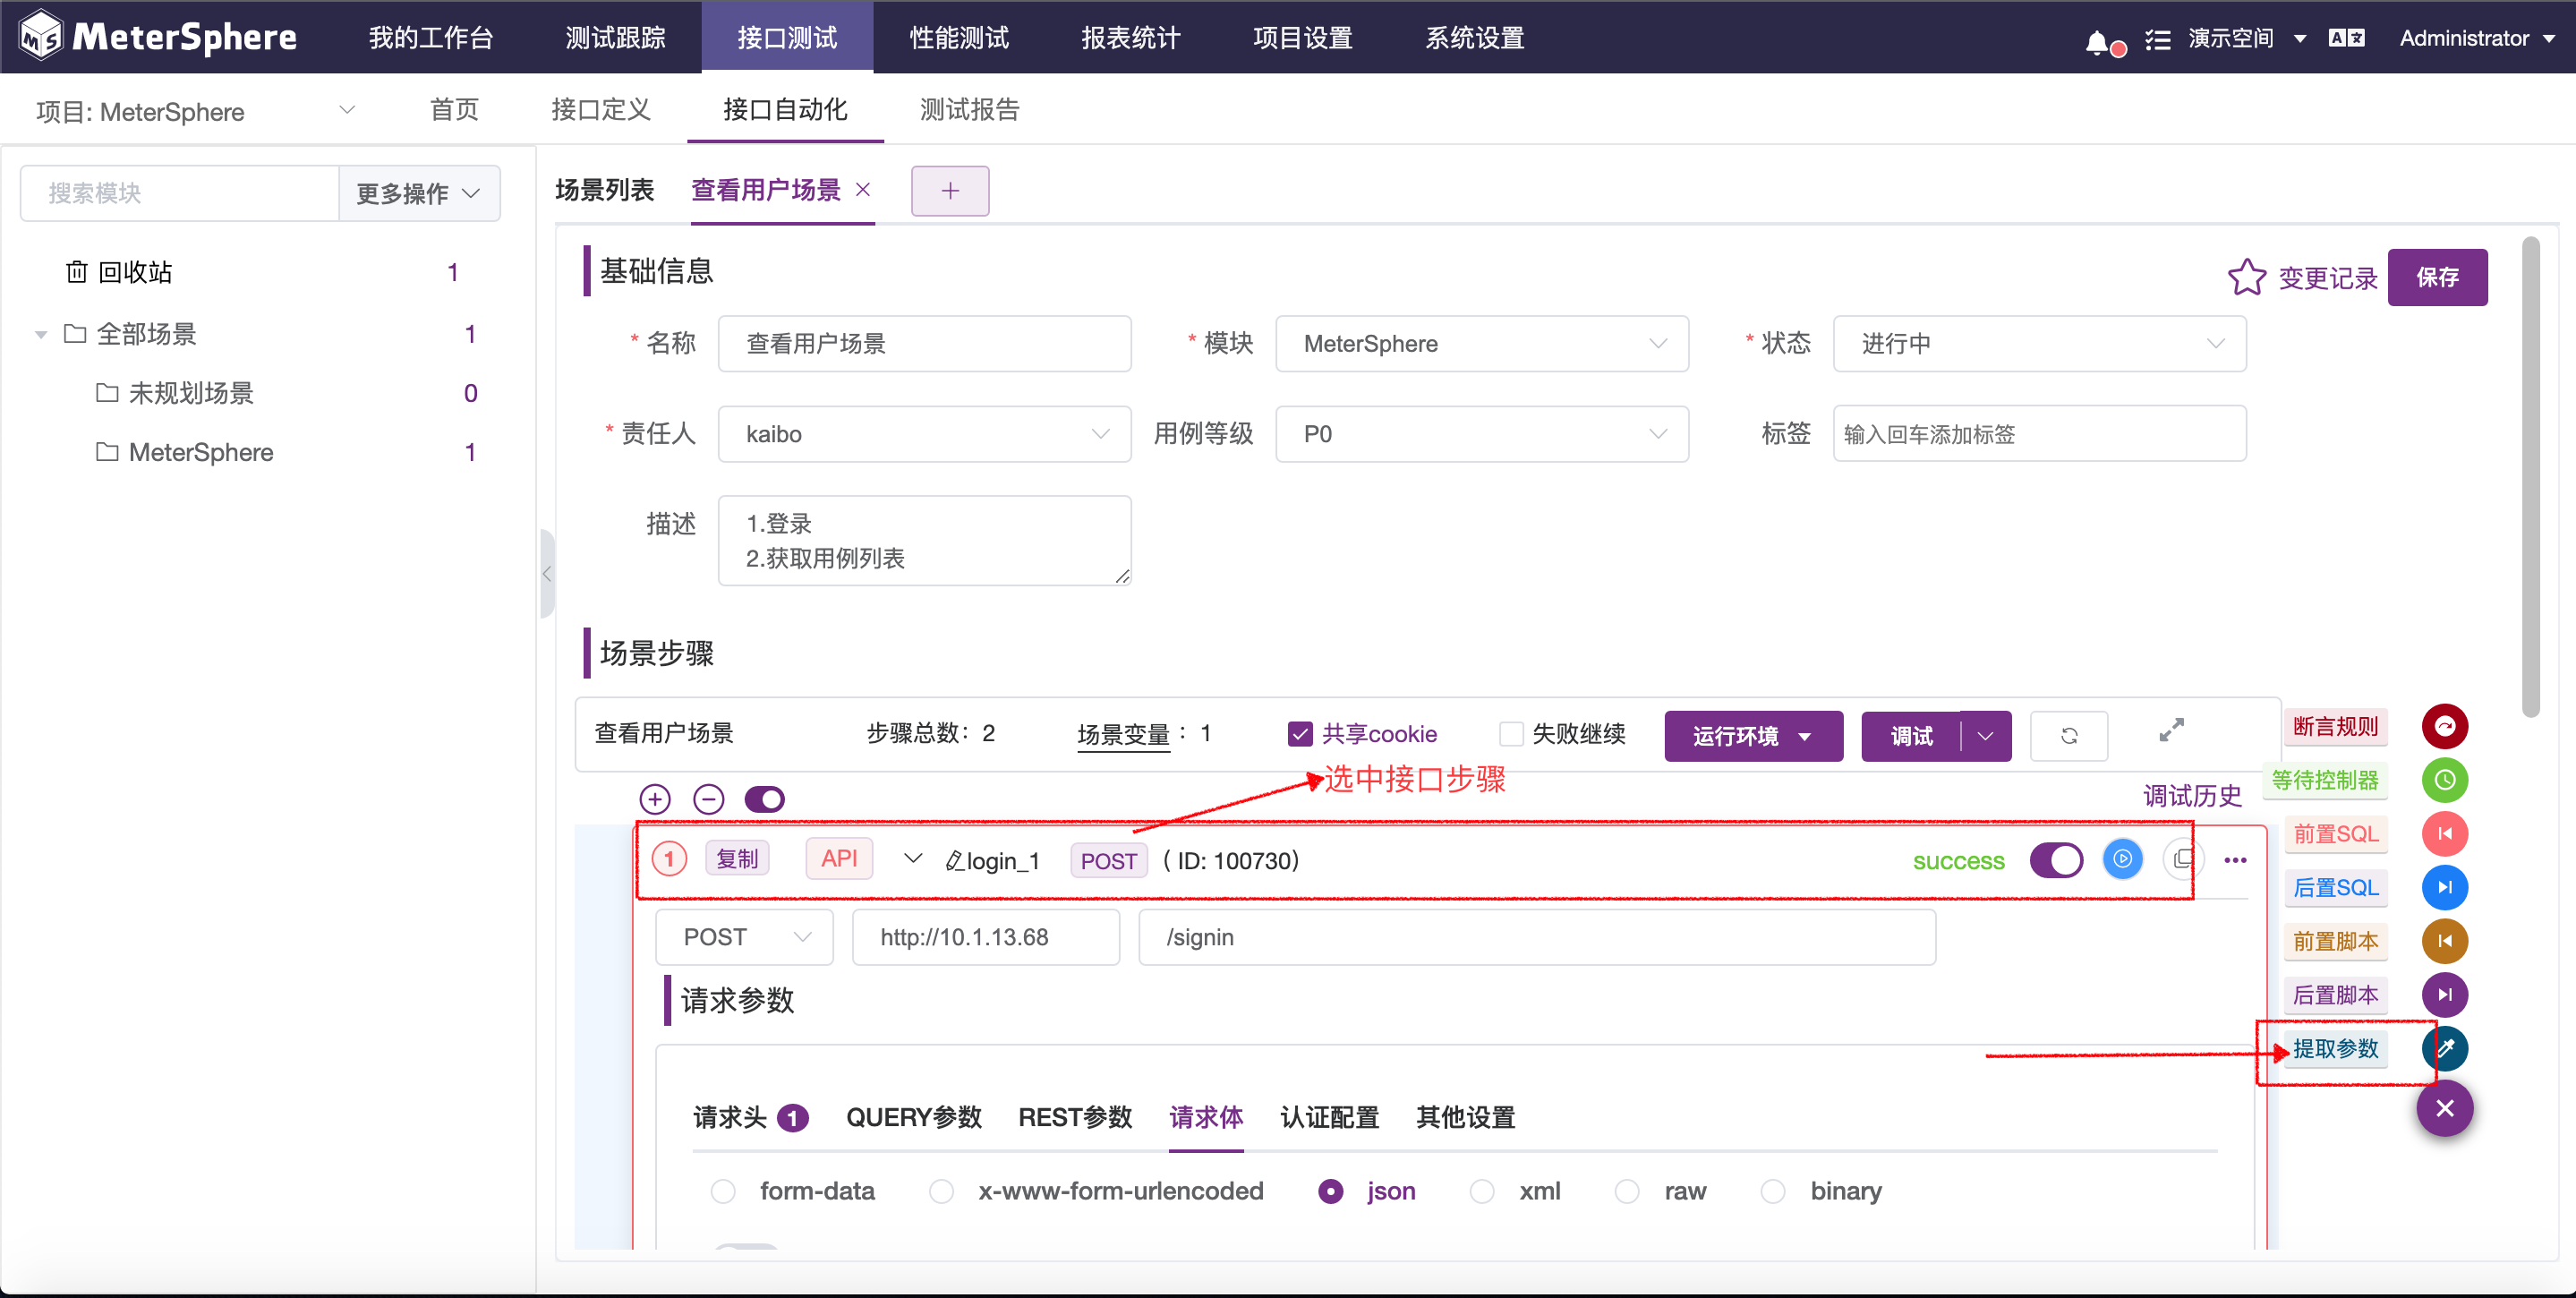 MeterSphere 我的工作台 测试跟踪 接口测试 性能测试 报表统计 项目设置 系统设置 演示空间 Administrator
项目: MeterSphere 首页 接口定义 接口自动化 测试报告
搜索模块 更多操作
回收站 1
全部场景 1
未规划场景 0
MeterSphere 1
场景列表 查看用户场景 × +
基础信息
变更记录 保存
* 名称 查看用户场景 * 模块 MeterSphere * 状态 进行中
* 责任人 kaibo 用例等级 P0 标签 输入回车添加标签
描述 1.登录
2.获取用例列表
场景步骤
查看用户场景 步骤总数：2 场景变量：1 共享cookie 失败继续 运行环境 调试
选中接口步骤
调试历史
1 复制 API login_1 POST ( ID: 100730) success
POST http://10.1.13.68 /signin
请求参数
请求头 1 QUERY参数 REST参数 请求体 认证配置 其他设置
form-data x-www-form-urlencoded json xml raw binary
断言规则
等待控制器
前置SQL
后置SQL
前置脚本
后置脚本
提取参数